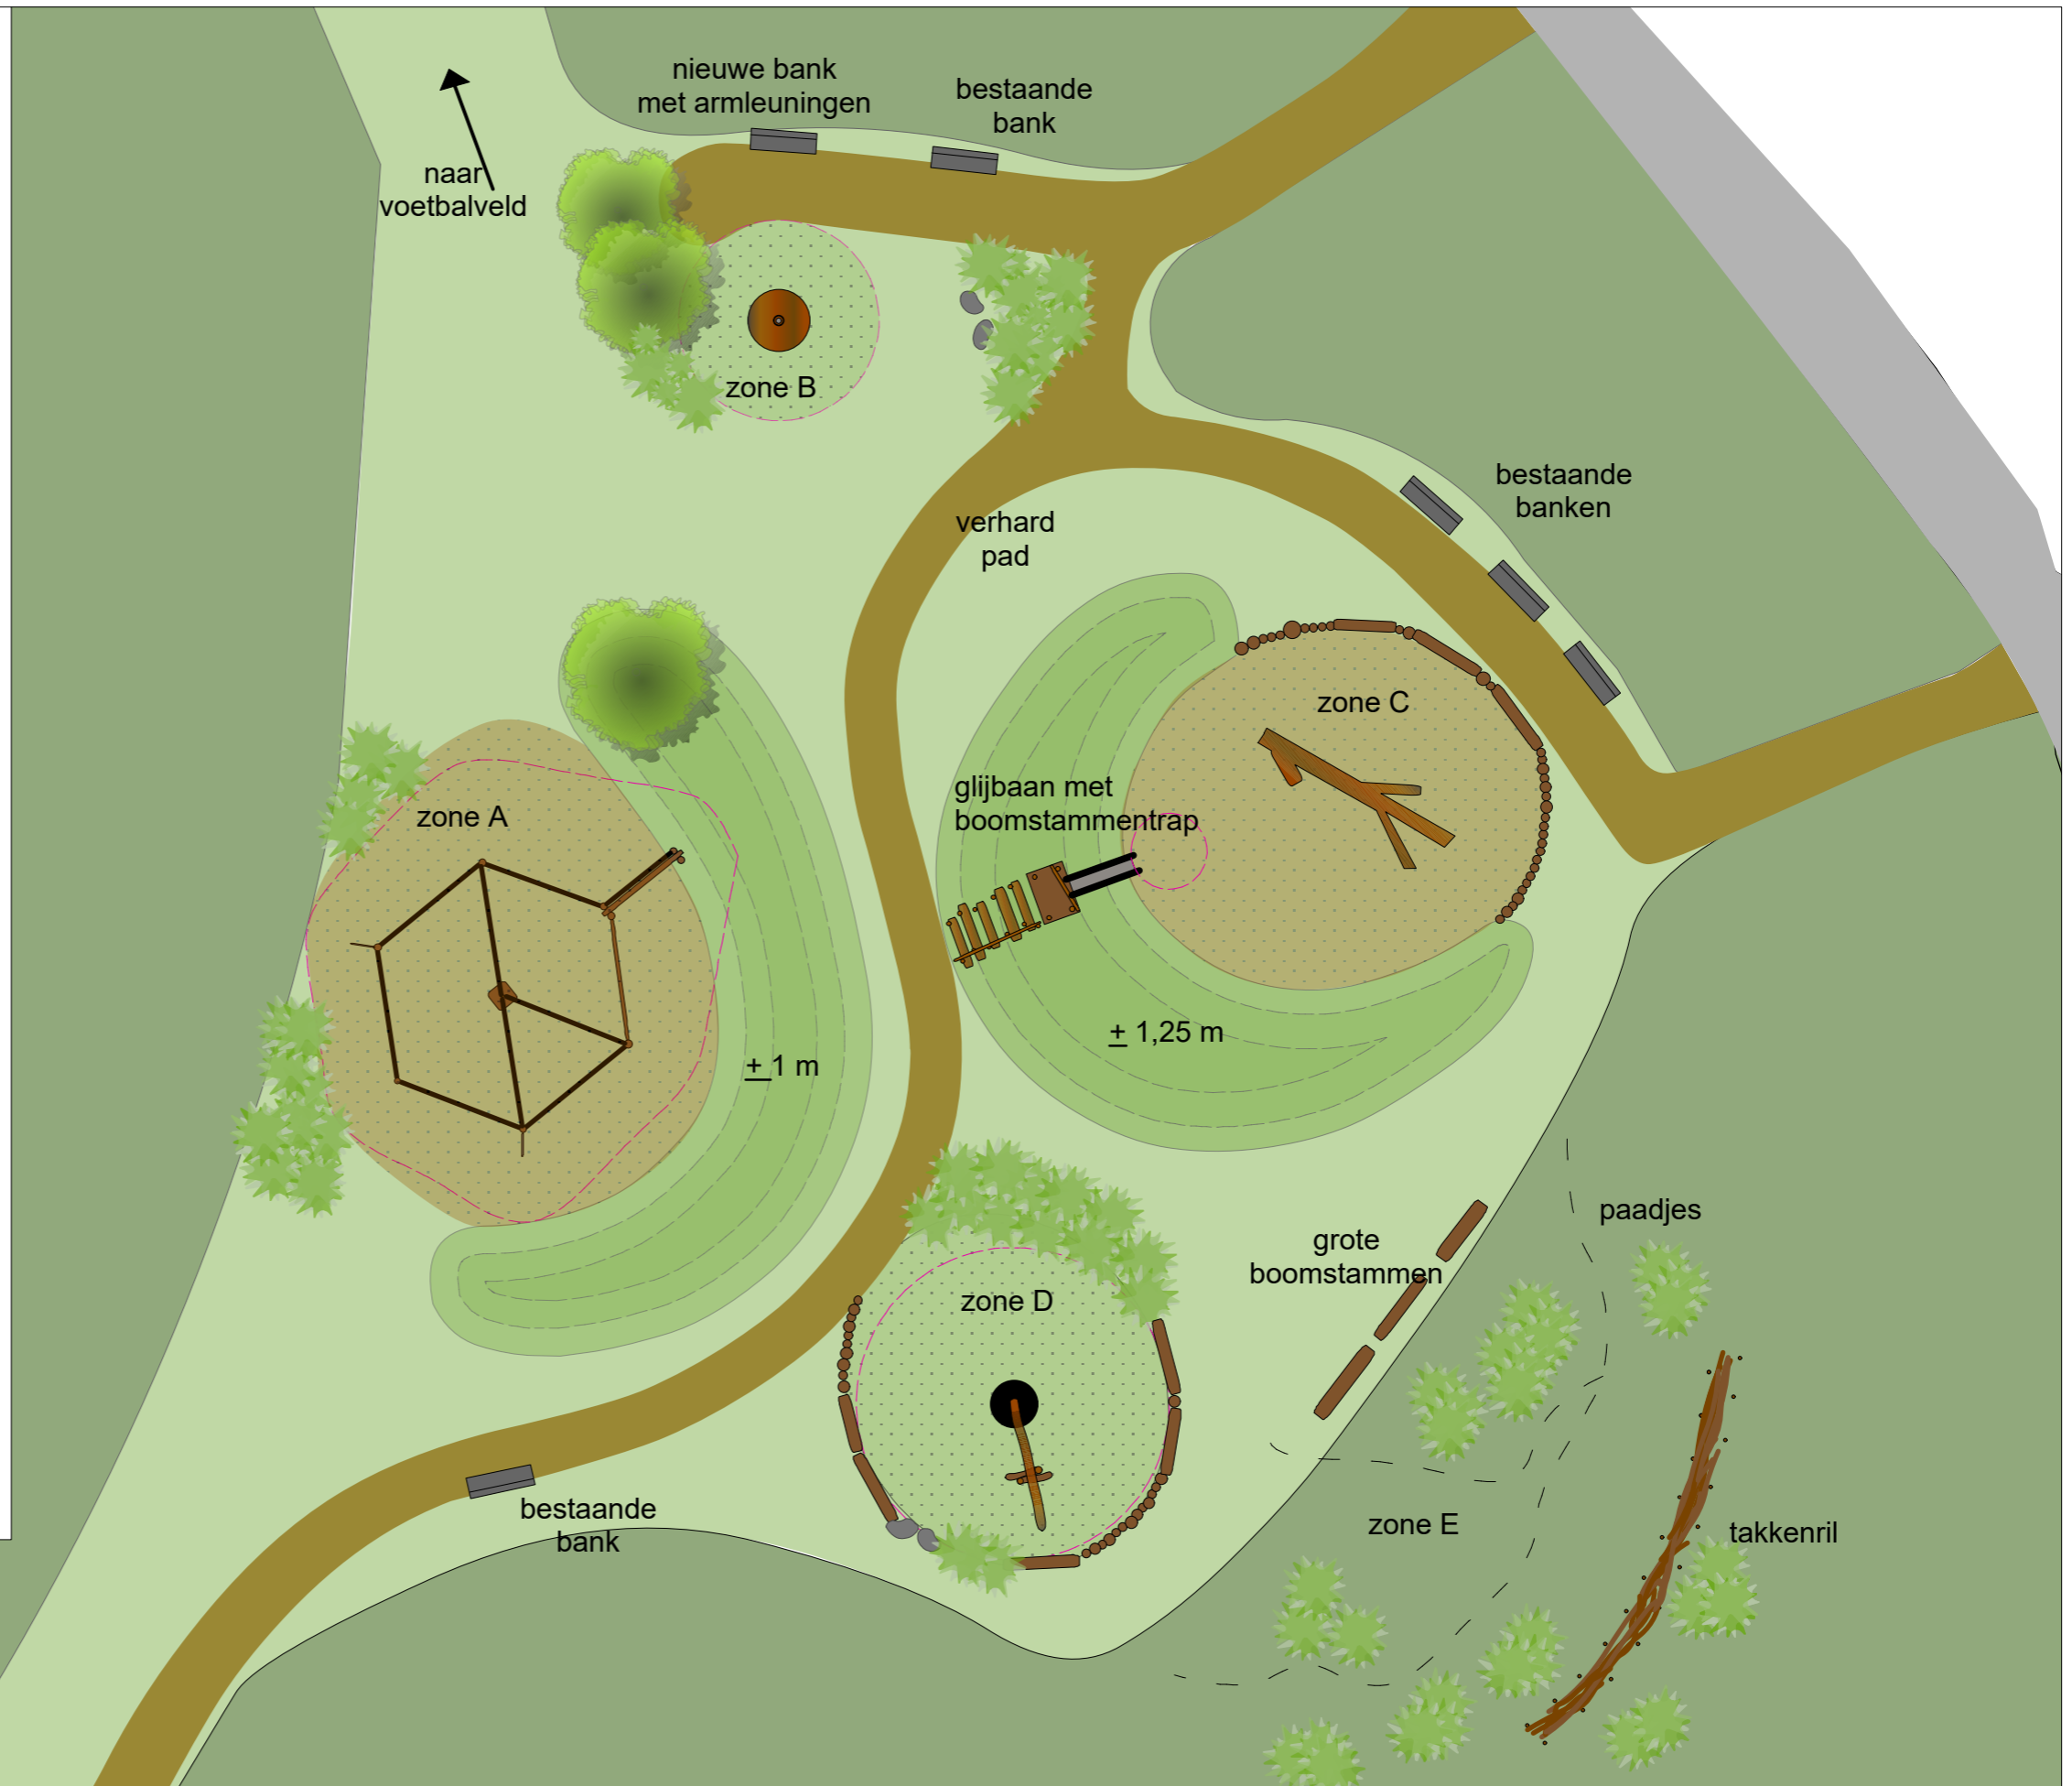 nieuwe bank
met armleuningen
bestaande
bank
naar
voetbalveld
zone B
bestaande
banken
verhard
pad
zone C
glijbaan met
boomstammentrap
zone A
± 1,25 m
± 1 m
paadjes
grote
boomstammen
zone D
bestaande
bank
zone E
takkenril